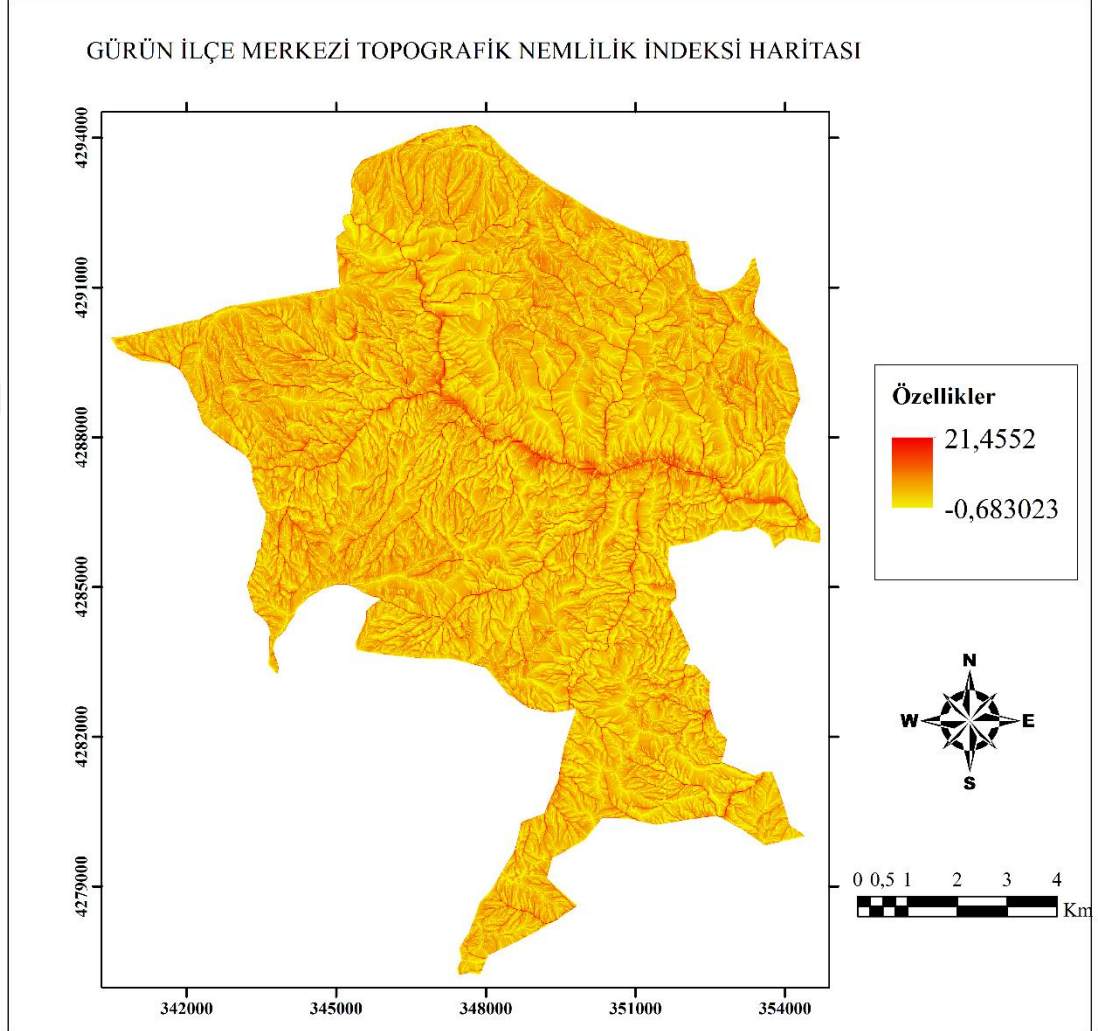 GÜRÜN İLÇE MERKEZİ TOPOGRAFİK NEMLİLİK İNDEKSİ HARİTASI
4294000
4291000
4288000
4285000
4282000
4279000
342000 345000 348000 351000 354000
Özellikler
21,4552
-0,683023
N
W E
S
0 0,5 1 2 3 4
Km